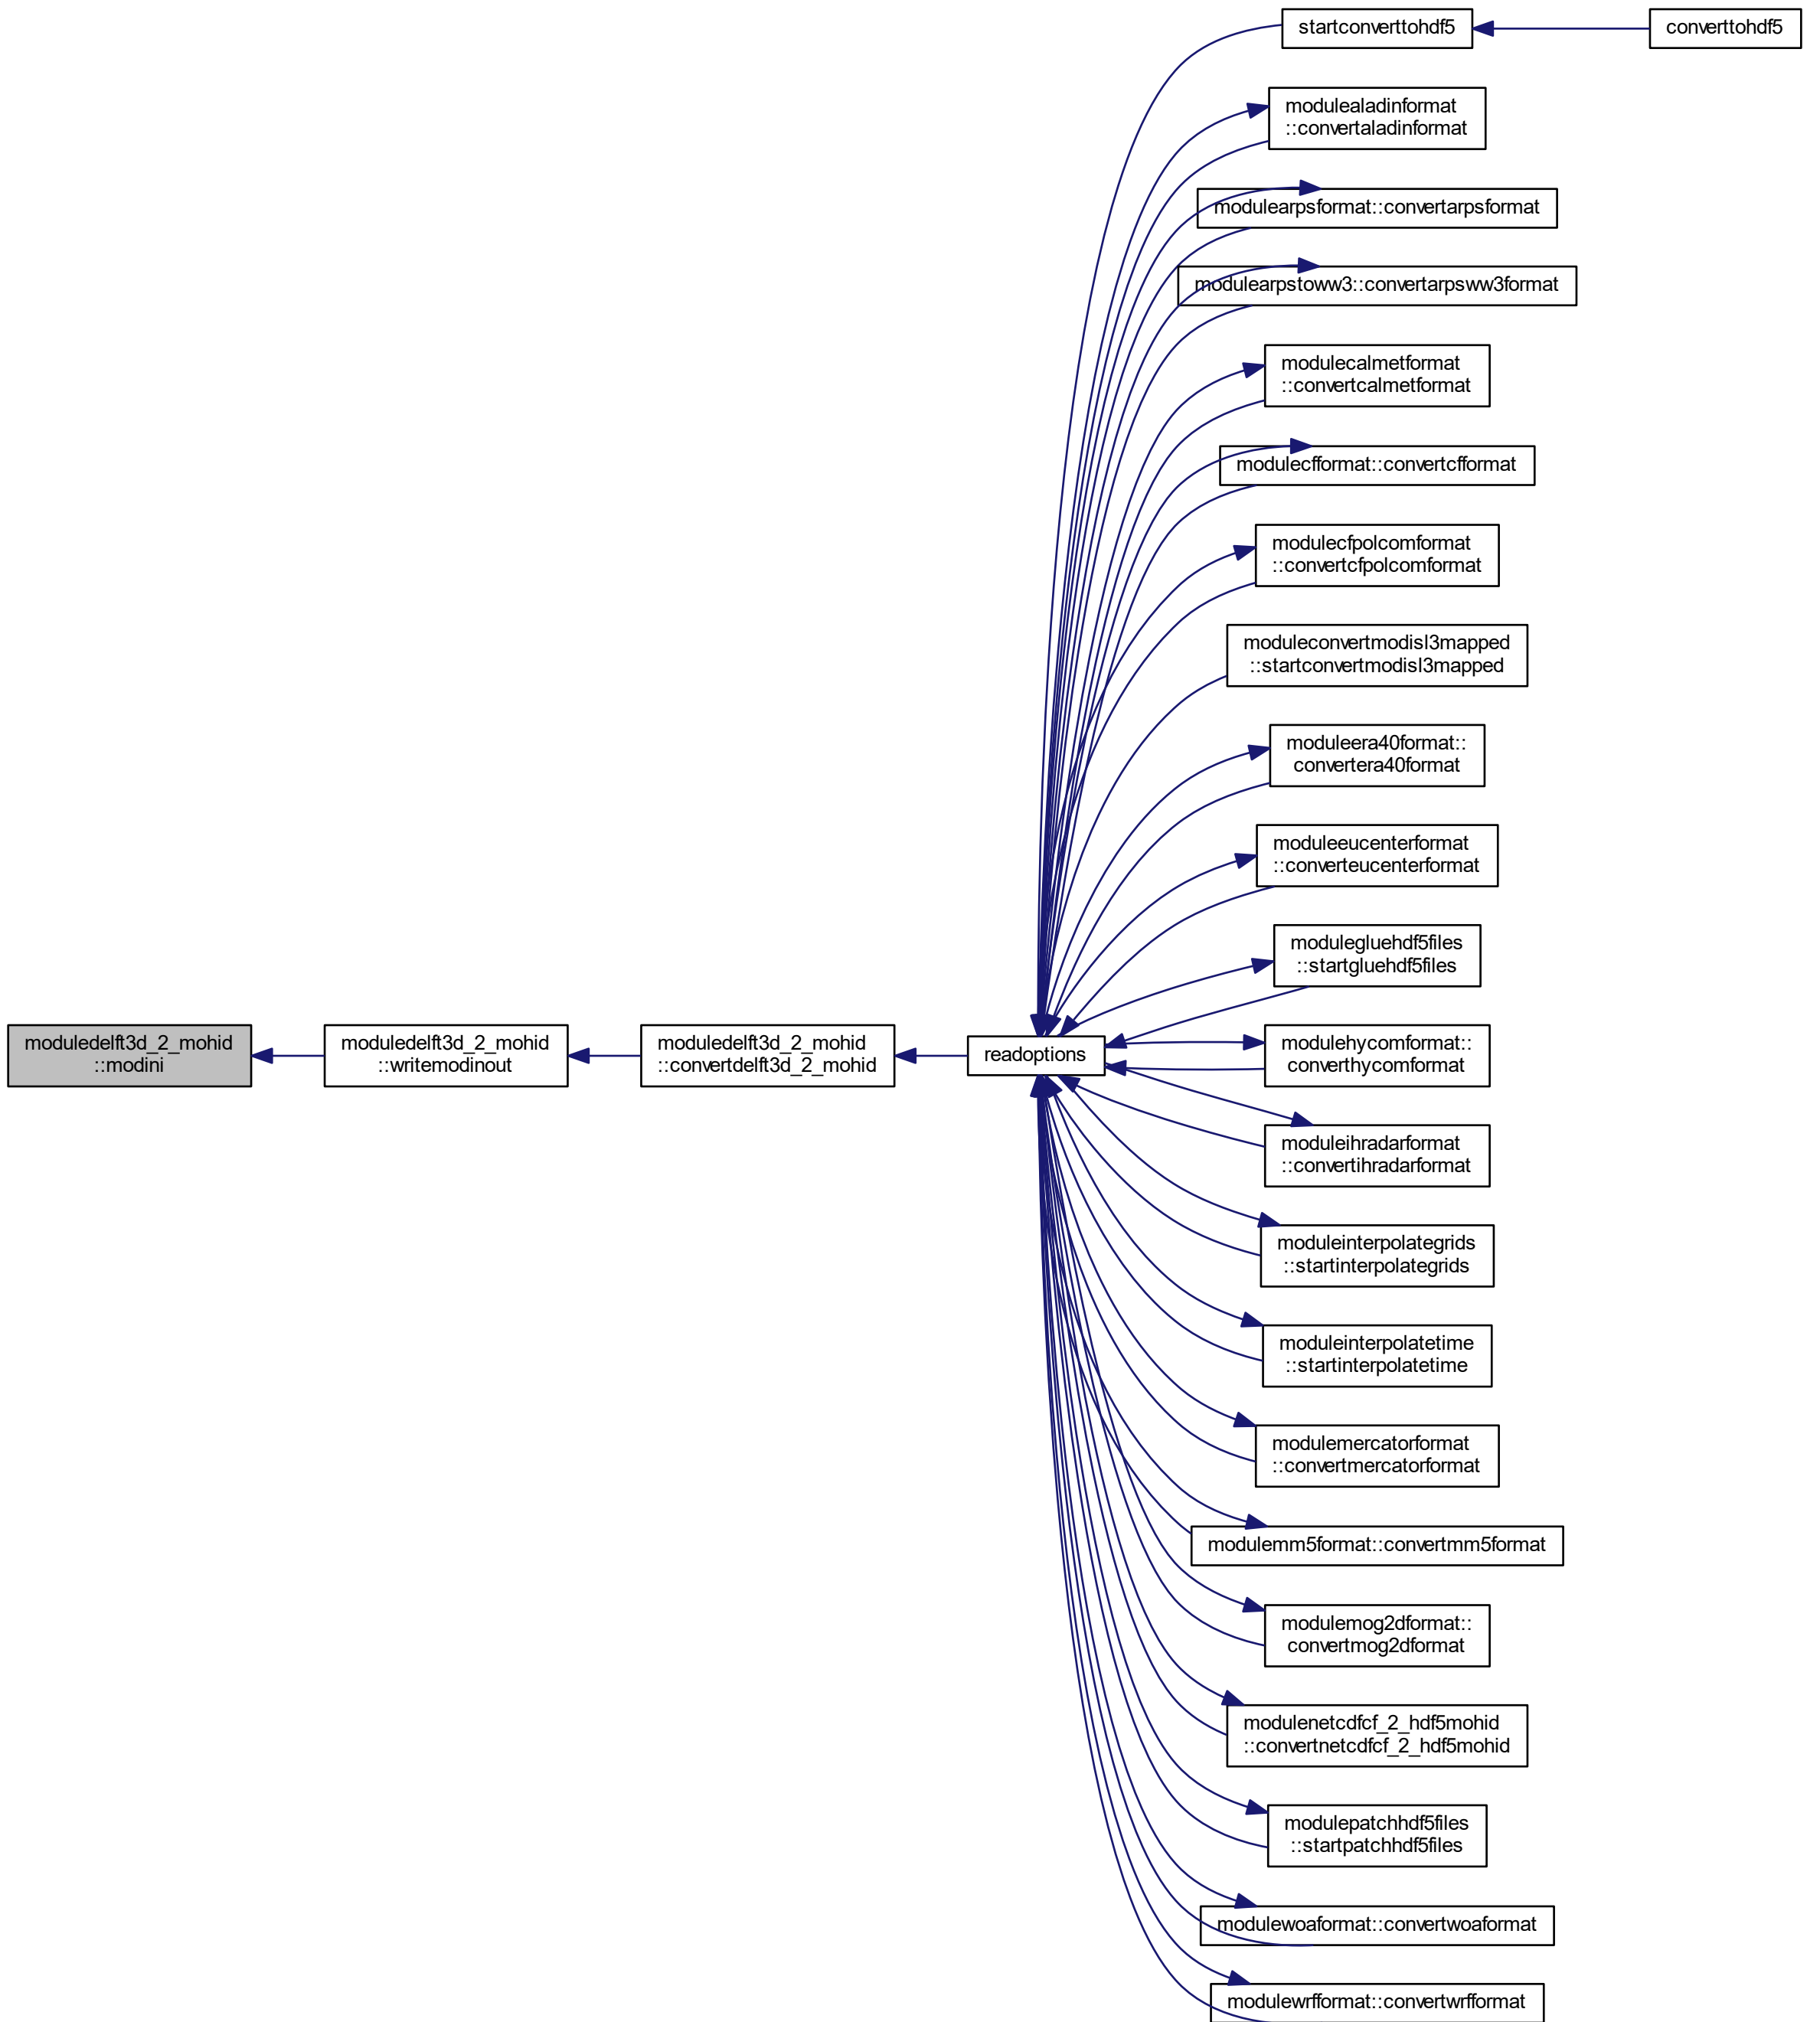 startconverttohdf5
converttohdf5
modulealadinformat
::convertaladinformat
modulearpsformat::convertarpsformat
modulearpstoww3::convertarpsww3format
modulecalmetformat
::convertcalmetformat
modulecfformat::convertcfformat
modulecfpolcomformat
::convertcfpolcomformat
moduleconvertmodisl3mapped
::startconvertmodisl3mapped
moduleera40format::
convertera40format
moduleeucenterformat
::converteucenterformat
modulegluehdf5files
::startgluehdf5files
moduledelft3d_2_mohid
::modini
moduledelft3d_2_mohid
::writemodinout
moduledelft3d_2_mohid
::convertdelft3d_2_mohid
readoptions
modulehycomformat::
converthycomformat
moduleihradarformat
::convertihradarformat
moduleinterpolategrids
::startinterpolategrids
moduleinterpolatetime
::startinterpolatetime
modulemercatorformat
::convertmercatorformat
modulemm5format::convertmm5format
modulemog2dformat::
convertmog2dformat
modulenetcdfcf_2_hdf5mohid
::convertnetcdfcf_2_hdf5mohid
modulepatchhdf5files
::startpatchhdf5files
modulewoaformat::convertwoaformat
modulewrfformat::convertwrfformat